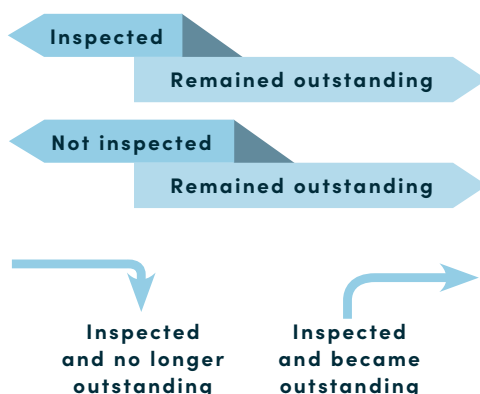 Inspected
Remained outstanding
Not inspected
Remained outstanding
Inspected
and no longer
outstanding
Inspected
and became
outstanding